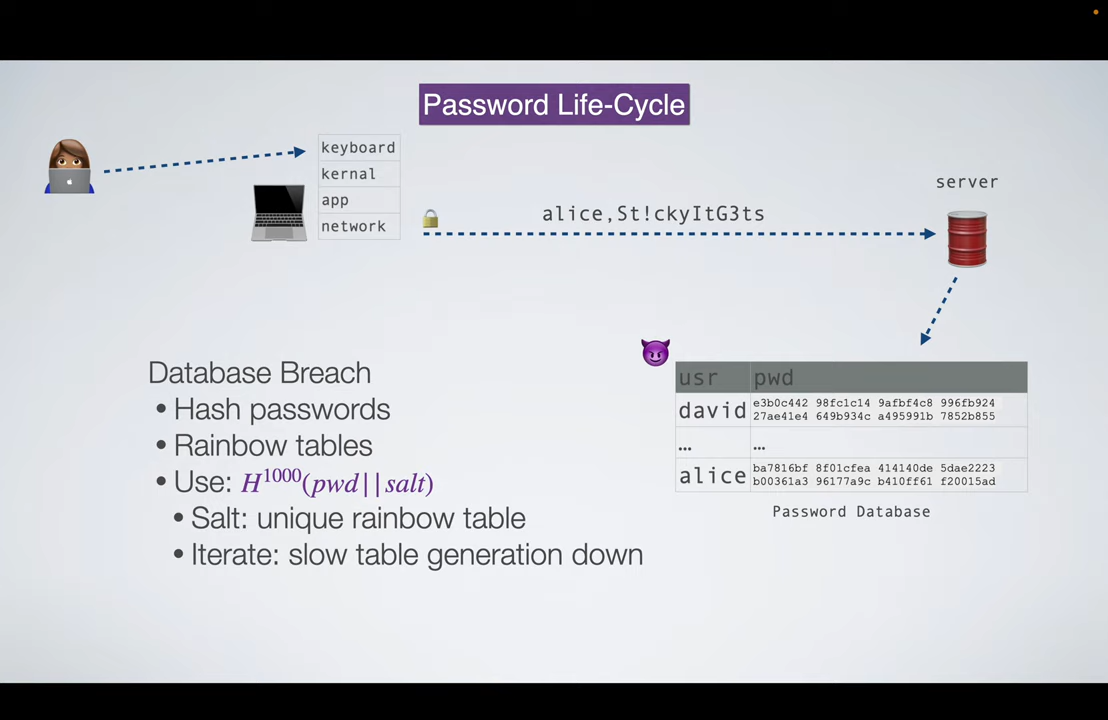 Password Life-Cycle
keyboard
kernal
app
network
alice,St!ckyItG3ts
server
Database Breach
• Hash passwords
• Rainbow tables
• Use: H¹⁰⁰⁰(pwd||salt)
• Salt: unique rainbow table
• Iterate: slow table generation down
usr pwd
david e3b0c442 98fc1c14 9afbf4c8 996fb924
27ae41e4 649b934c a495991b 7852b855
... ...
alice ba7816bf 8f01cfea 414140de 5dae2223
b00361a3 96177a9c b410ff61 f20015ad
Password Database